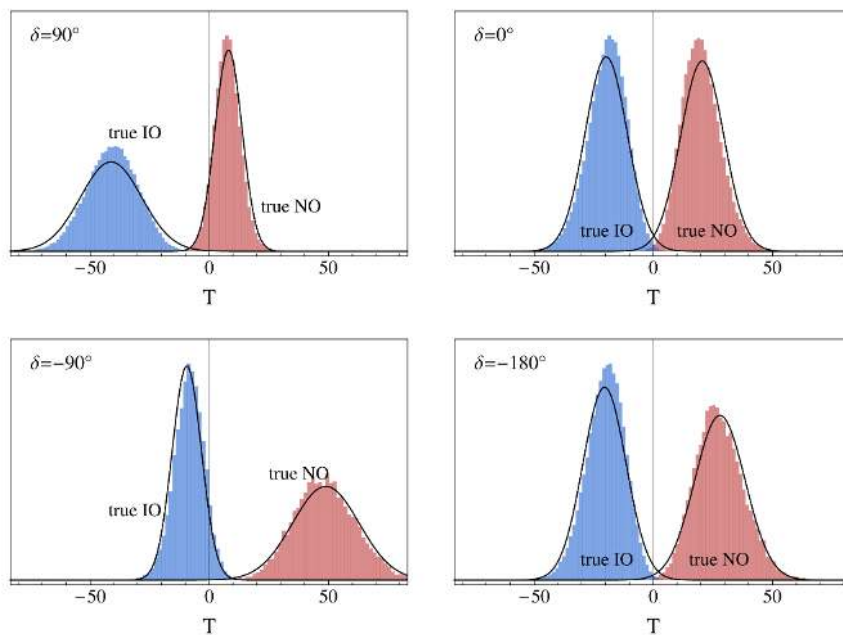 δ=90°
true IO
true NO
−50 0 50
T
δ=0°
true IO true NO
−50 0 50
T
δ=−90°
true NO
true IO
−50 0 50
T
δ=−180°
true IO true NO
−50 0 50
T